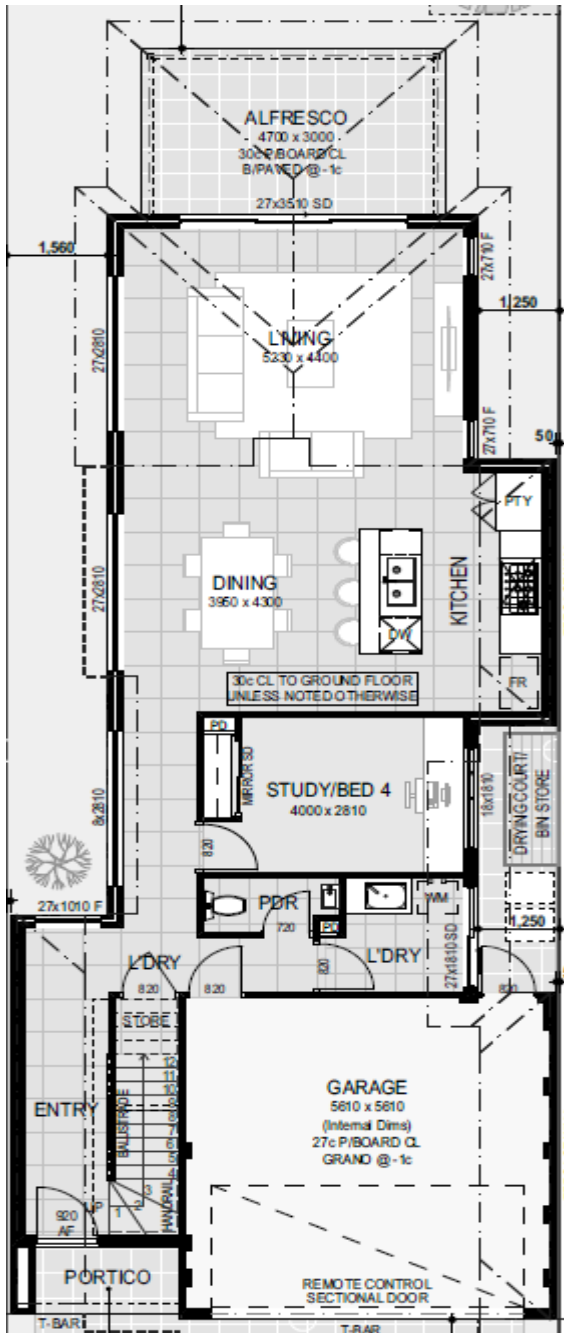 ALFRESCO
4700 x 3000
30c P/BOARD CL
B/PAVED @ -1c
27x3510 SD
1,560
27x710 F
1,250
27x2810
LIVING
5230 x 4400
27x710 F
50
PTY
KITCHEN
27x2810
DINING
3950 x 4300
DW
FR
30c CL TO GROUND FLOOR
UNLESS NOTED OTHERWISE
PD
MIRROR SD
STUDY/BED 4
4000 x 2810
18x1810
DRYING COURT/
BIN STORE
8x2810
820
27x1010 F
PDR
720
PD
WM
L'DRY
820
27x1810 SD
1,250
L'DRY
820
820
820
STORE
12
11
10
9
8
7
6
5
4
3
2
1
UP
BALUSTRADE
HANDRAIL
ENTRY
GARAGE
5610 x 5610
(Internal Dims)
27c P/BOARD CL
GRANO @ -1c
920
AF
PORTICO
REMOTE CONTROL
SECTIONAL DOOR
T-BAR
T-BAR